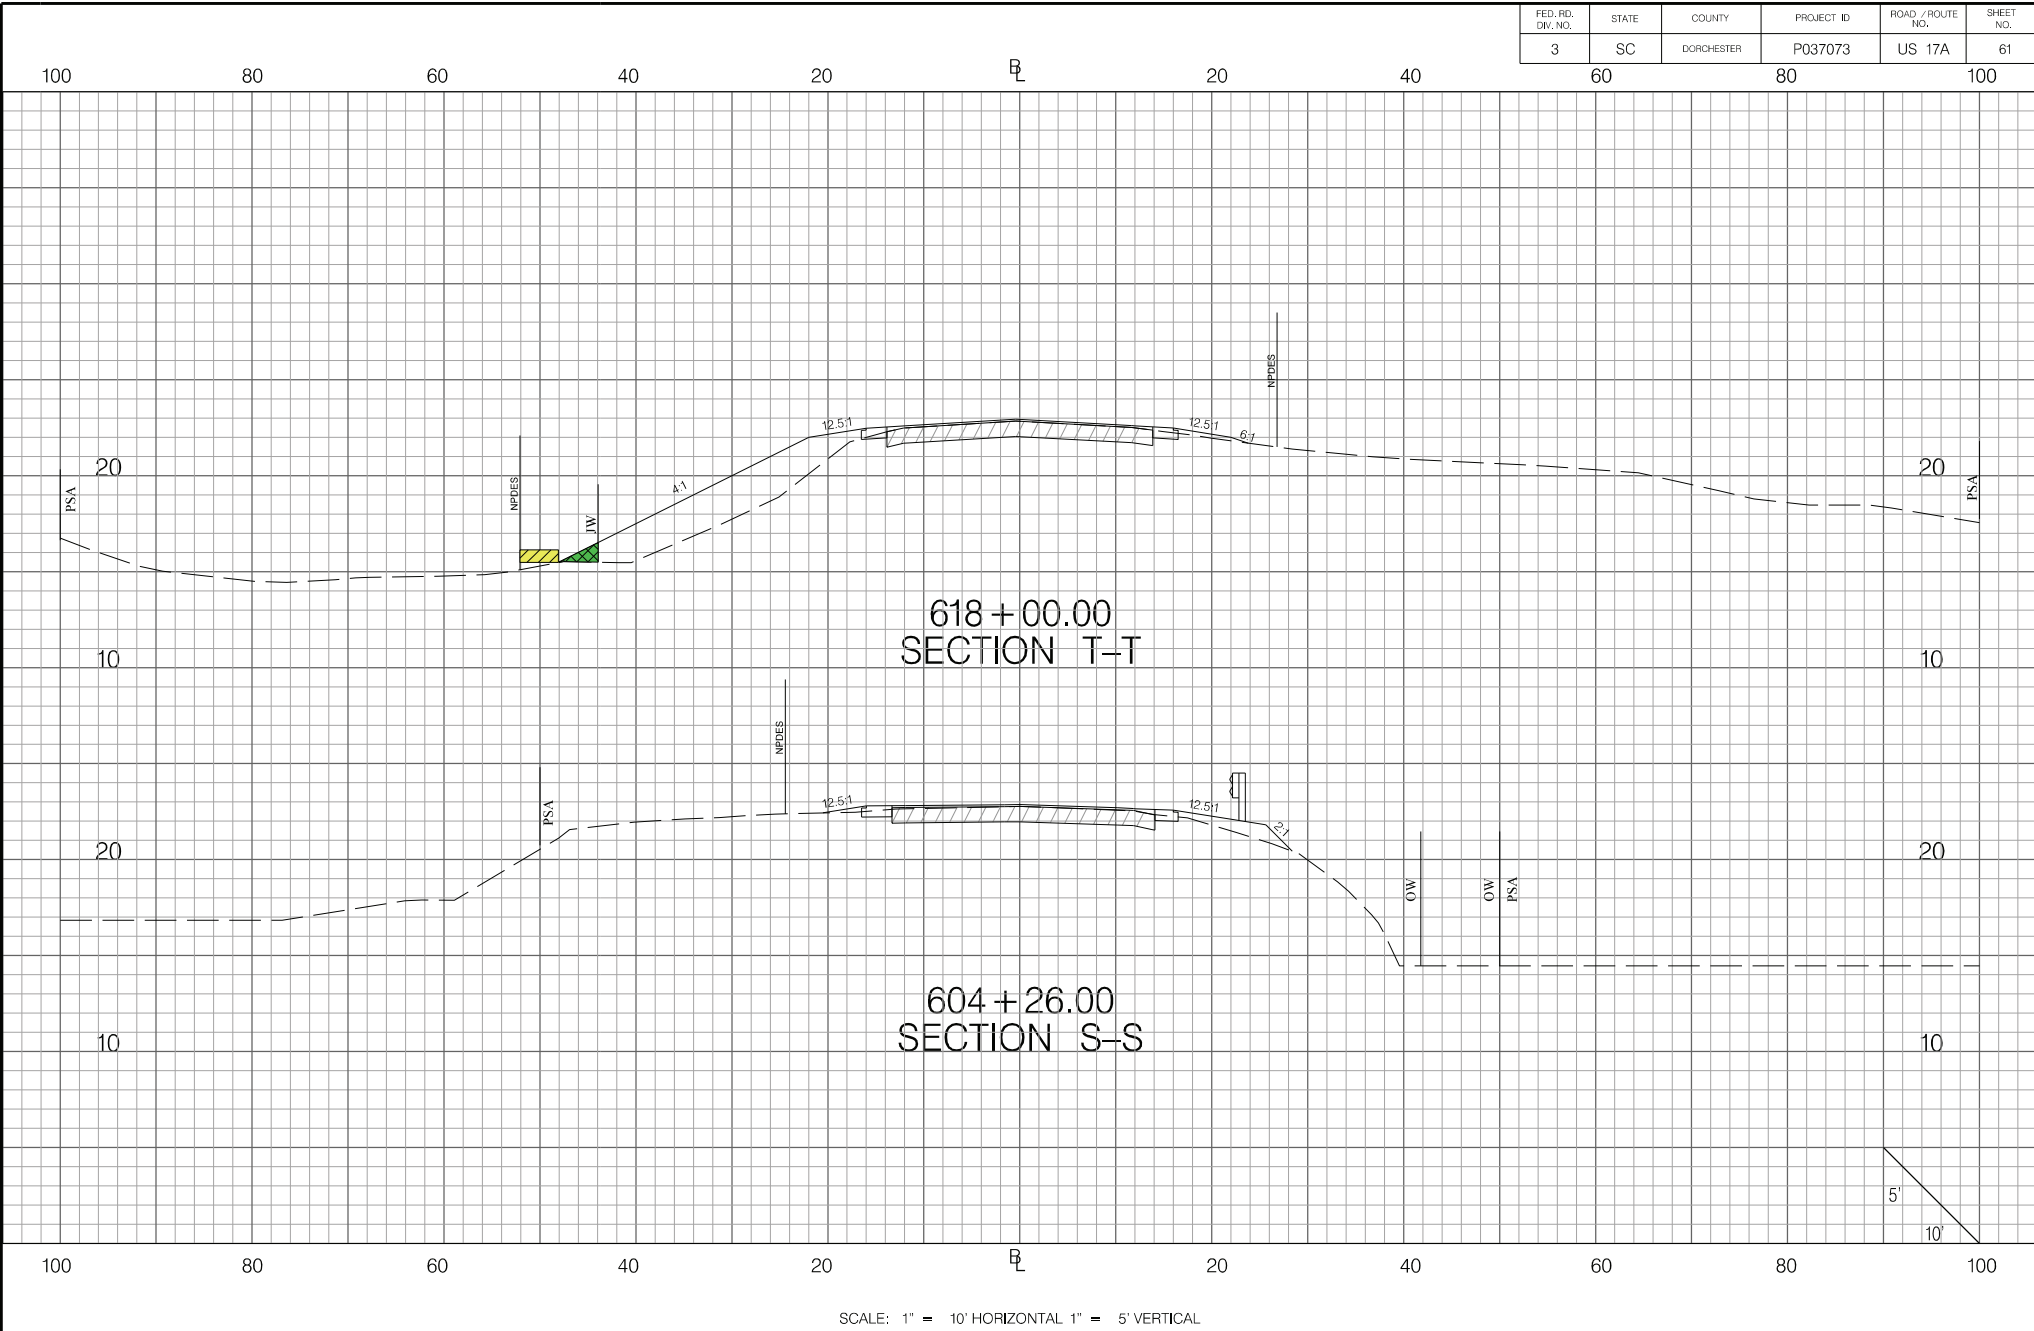 FED. RD. DIV. NO. STATE COUNTY PROJECT ID ROAD / ROUTE NO. SHEET NO.
3 SC DORCHESTER P037073 US 17A 61
100 80 60 40 20 BL 20 40 60 80 100
NPDES
12.5:1 12.5:1 6:1
20 20
PSA NPDES JW 4:1 PSA
618+00.00
SECTION T-T
10 10
NPDES
PSA 12.5:1 12.5:1 2:1
20 20
OW OW PSA
604+26.00
SECTION S-S
10 10
5'
10'
100 80 60 40 20 BL 20 40 60 80 100
SCALE: 1" = 10' HORIZONTAL 1" = 5' VERTICAL